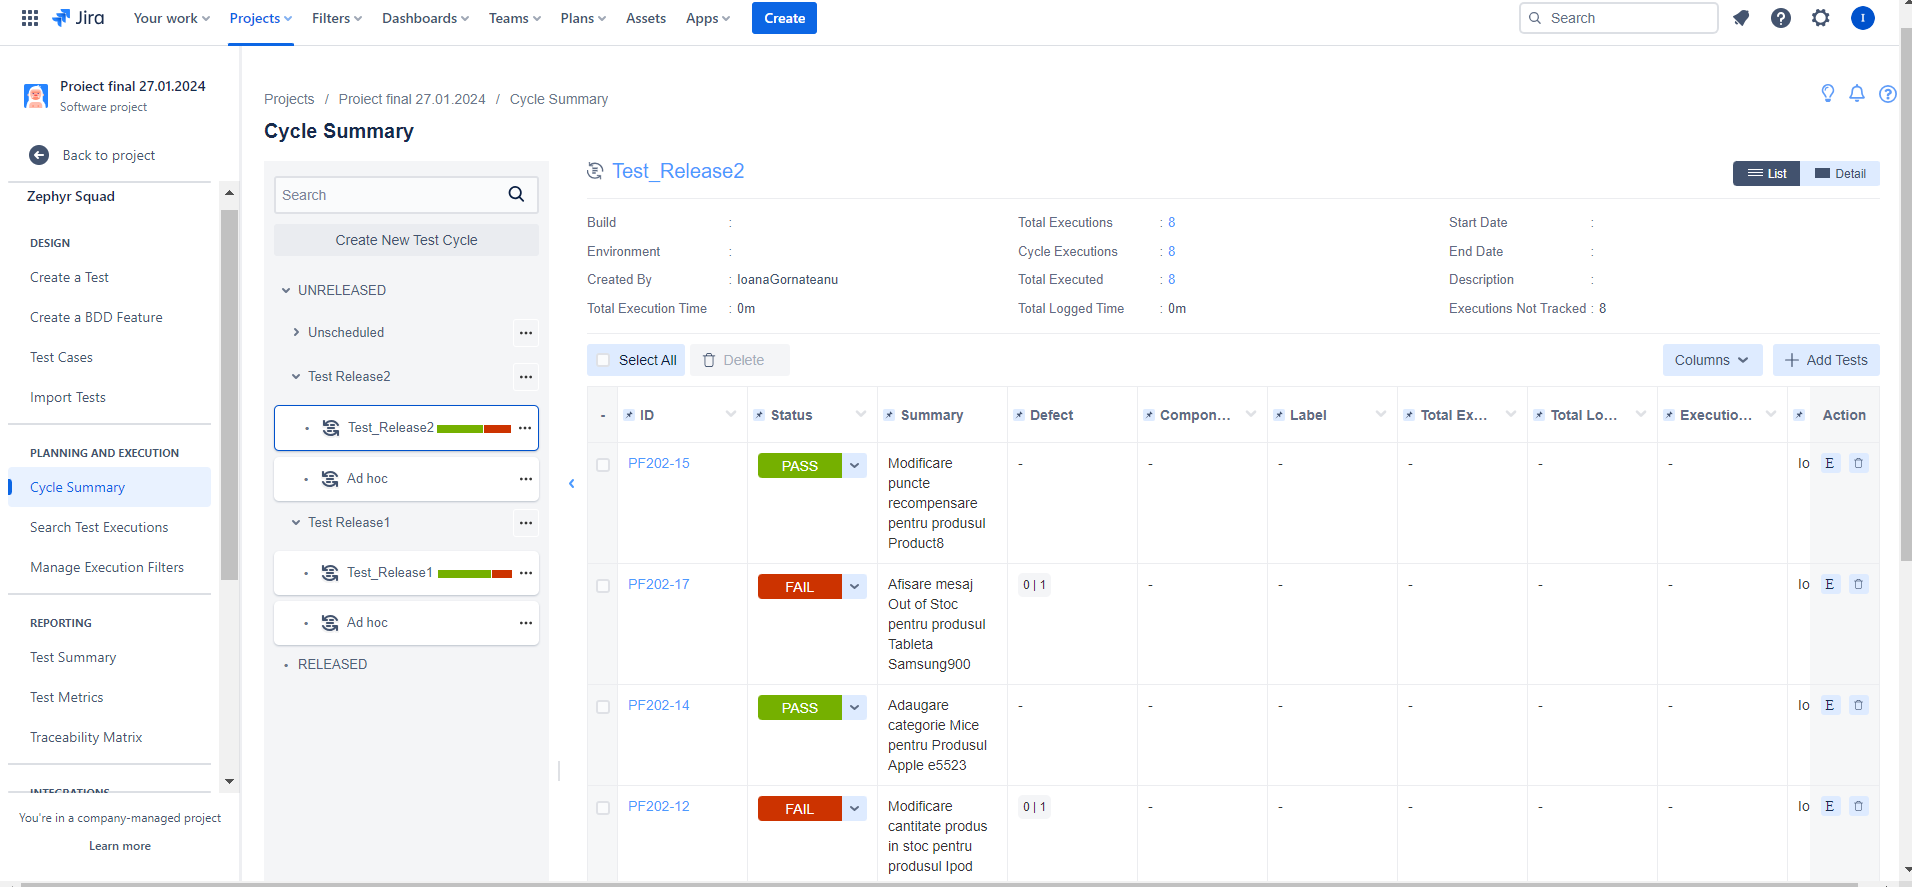 Jira
Your work
Projects
Filters
Dashboards
Teams
Plans
Assets
Apps
Create
Search
I
Proiect final 27.01.2024
Software project
Back to project
Zephyr Squad
DESIGN
Create a Test
Create a BDD Feature
Test Cases
Import Tests
PLANNING AND EXECUTION
Cycle Summary
Search Test Executions
Manage Execution Filters
REPORTING
Test Summary
Test Metrics
Traceability Matrix
INTEGRATIONS
You're in a company-managed project
Learn more
Projects / Proiect final 27.01.2024 / Cycle Summary
Cycle Summary
Search
Create New Test Cycle
UNRELEASED
Unscheduled
Test Release2
Test_Release2
Ad hoc
Test Release1
Test_Release1
Ad hoc
RELEASED
Test_Release2
List
Detail
Build :
Total Executions : 8
Start Date :
Environment :
Cycle Executions : 8
End Date :
Created By : IoanaGornateanu
Total Executed : 8
Description :
Total Execution Time : 0m
Total Logged Time : 0m
Executions Not Tracked : 8
Select All
Delete
Columns
Add Tests
- ID Status Summary Defect Compon... Label Total Ex... Total Lo... Executio... Action
PF202-15 PASS Modificare - - - - - - Io E
puncte
recompensare
pentru produsul
Product8
PF202-17 FAIL Afisare mesaj 0 | 1 - - - - - Io E
Out of Stoc
pentru produsul
Tableta
Samsung900
PF202-14 PASS Adaugare - - - - - - Io E
categorie Mice
pentru Produsul
Apple e5523
PF202-12 FAIL Modificare 0 | 1 - - - - - Io E
cantitate produs
in stoc pentru
produsul Ipod